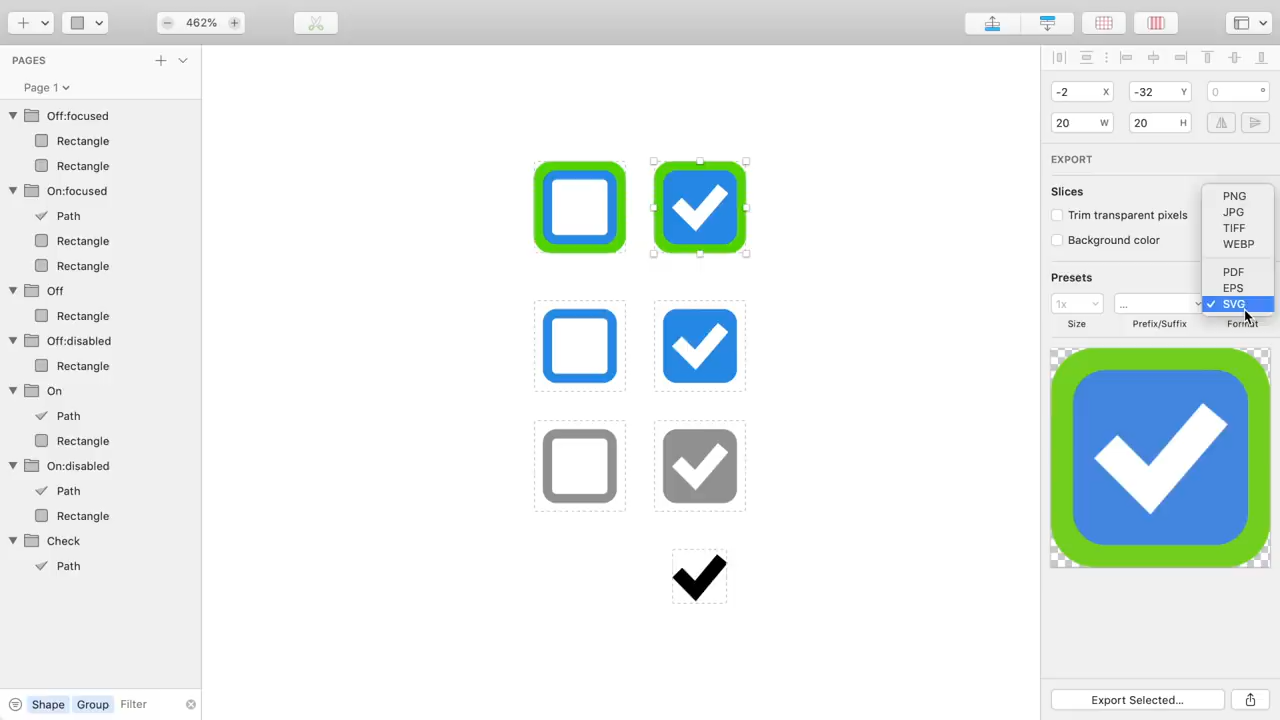 462%
PAGES
Page 1
Off:focused
Rectangle
Rectangle
On:focused
Path
Rectangle
Rectangle
Off
Rectangle
Off:disabled
Rectangle
On
Path
Rectangle
On:disabled
Path
Rectangle
Check
Path
Shape Group Filter
-2 X -32 Y 0 °
20 W 20 H
EXPORT
Slices
Trim transparent pixels
Background color
Presets
1x ...
Size Prefix/Suffix Format
PNG
JPG
TIFF
WEBP
PDF
EPS
SVG
Export Selected...